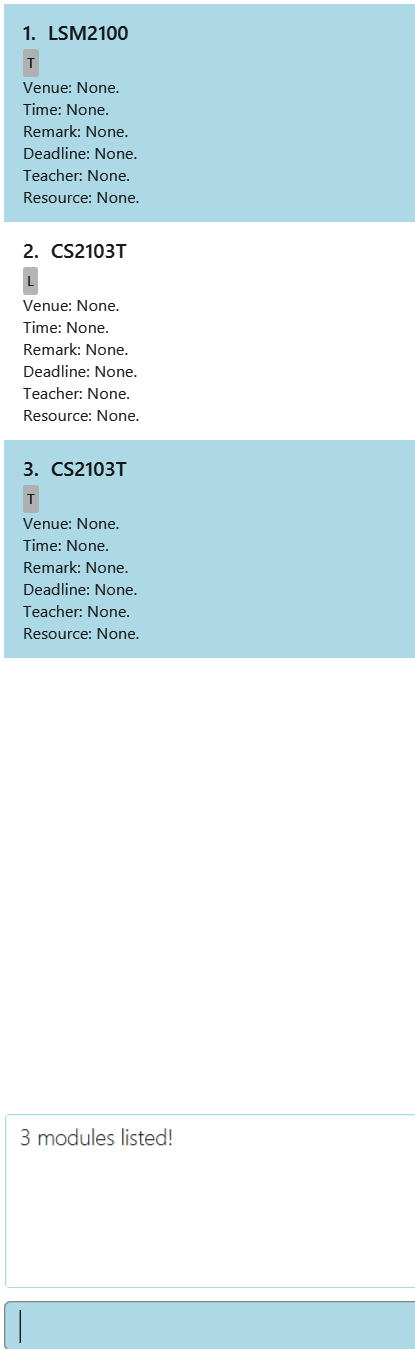 1. LSM2100
T
Venue: None.
Time: None.
Remark: None.
Deadline: None.
Teacher: None.
Resource: None.
2. CS2103T
L
Venue: None.
Time: None.
Remark: None.
Deadline: None.
Teacher: None.
Resource: None.
3. CS2103T
T
Venue: None.
Time: None.
Remark: None.
Deadline: None.
Teacher: None.
Resource: None.
3 modules listed!